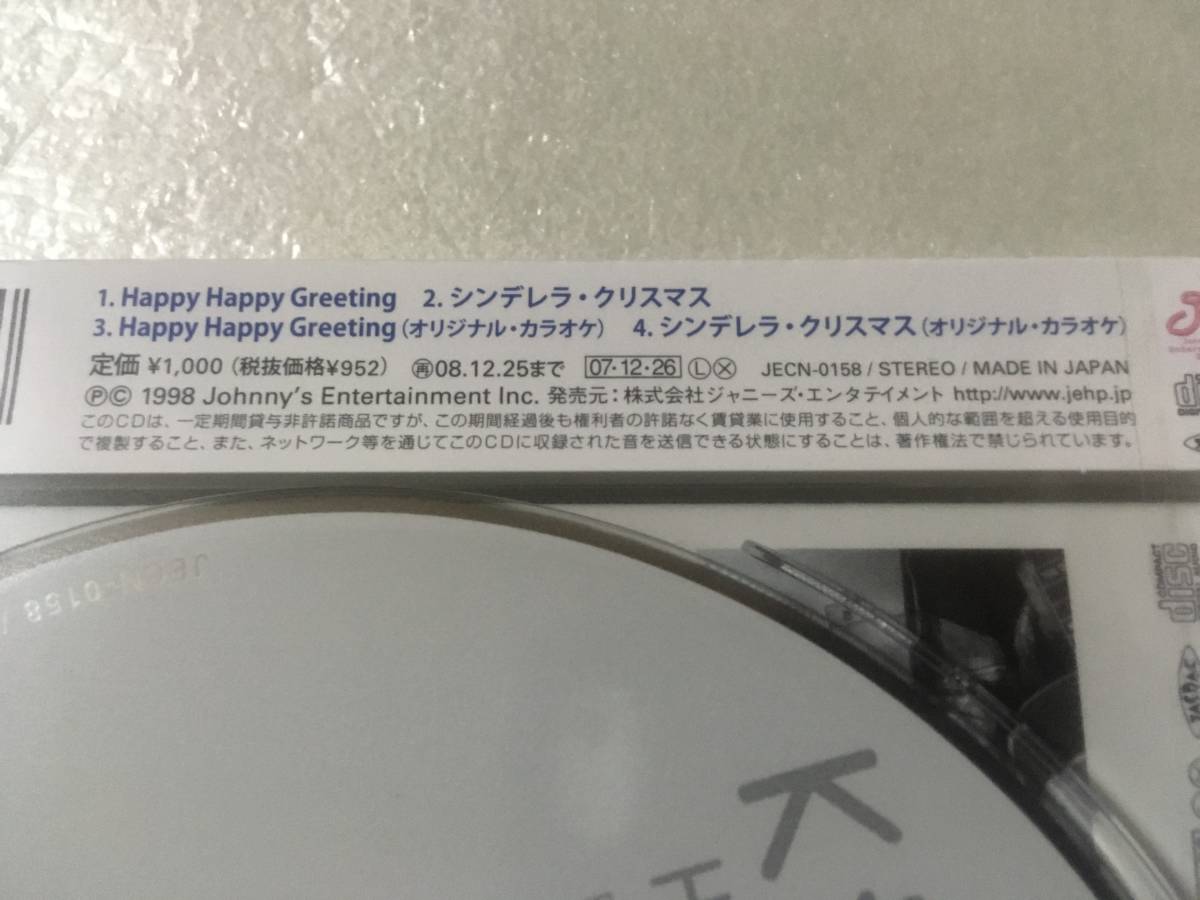 1. Happy Happy Greeting 2. シンデレラ・クリスマス
3. Happy Happy Greeting (オリジナル・カラオケ) 4. シンデレラ・クリスマス (オリジナル・カラオケ)
定価 ¥1,000 (税抜価格¥952) 再08.12.25まで 07・12・26 Ⓛ JECN-0158 / STEREO / MADE IN JAPAN
Ⓟ© 1998 Johnny's Entertainment Inc. 発売元:株式会社ジャニーズ・エンタテイメント http://www.jehp.jp
このCDは、一定期間貸与非許諾商品ですが、この期間経過後も権利者の許諾なく賃貸業に使用すること、個人的な範囲を超える使用目的
で複製すること、また、ネットワーク等を通じてこのCDに収録された音を送信できる状態にすることは、著作権法で禁じられています。
JECN-0158 /
COMPACT
disc
K